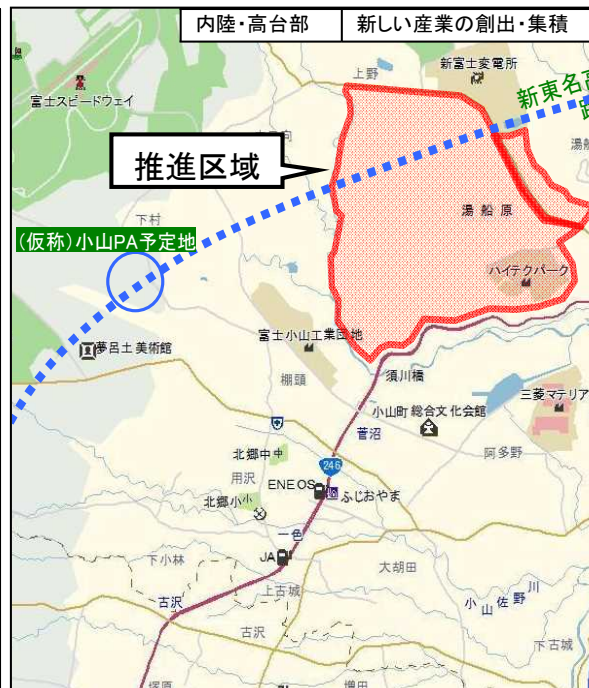 内陸・高台部
新しい産業の創出・集積
新富士変電所
上野
富士スピードウェイ
新東名高
推進区域
湯船原
下村
(仮称)小山PA予定地
ハイテクパーク
富士小山工業団地
夢呂土美術館
棚頭
須川橋
三菱マテリア
小山町総合文化会館
菅沼
阿多野
北郷中
中
246
用沢
ENEOS
ふじおやま
北郷小
小
一色
JA
下小林
大胡田
上古城
古沢
小山佐野川
古沢
下古城
塚原
増田